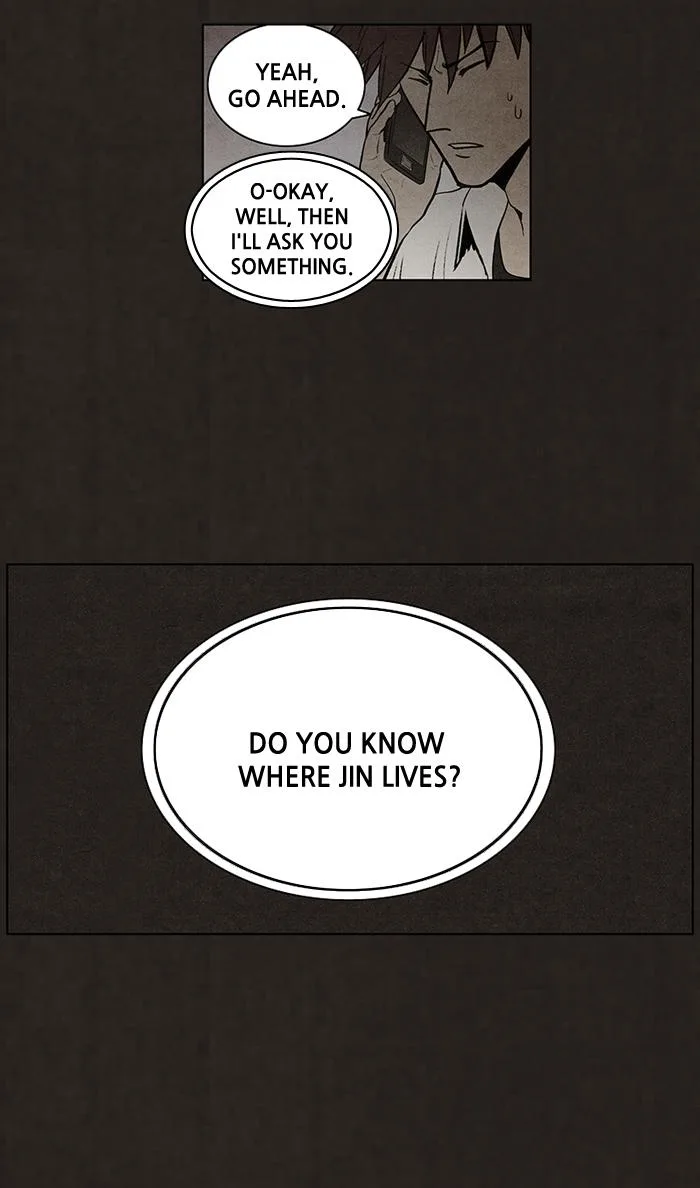 YEAH,
GO AHEAD.
O-OKAY,
WELL, THEN
I'LL ASK YOU
SOMETHING.
DO YOU KNOW
WHERE JIN LIVES?